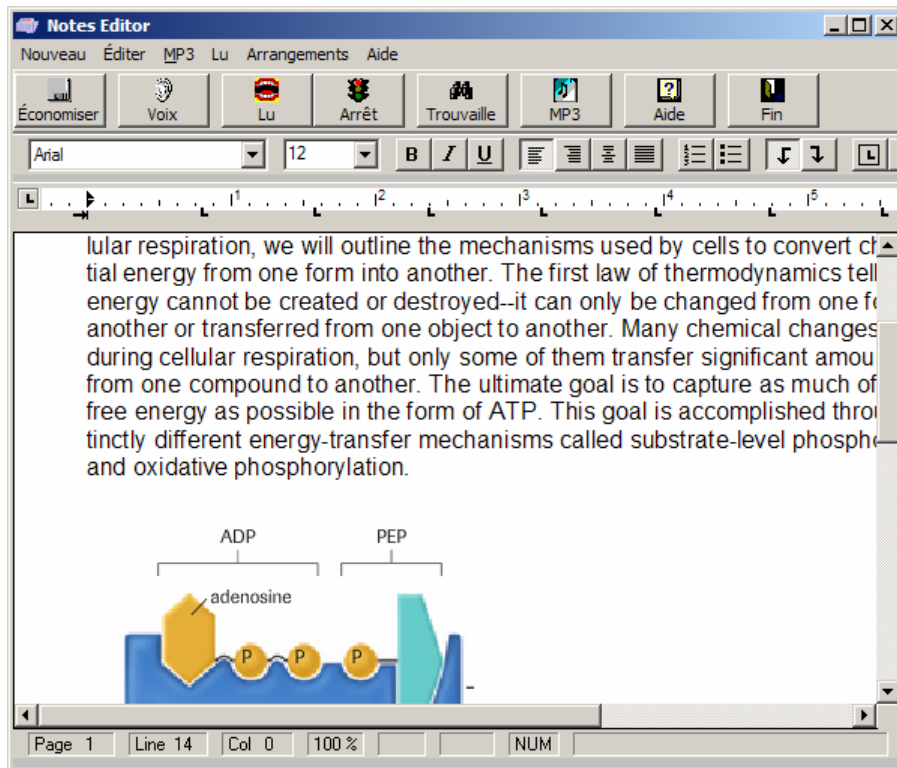 Notes Editor
Nouveau Éditer MP3 Lu Arrangements Aide
Économiser Voix Lu Arrêt Trouvaille MP3 Aide Fin
Arial 12 B I U
1 2 3 4 5
lular respiration, we will outline the mechanisms used by cells to convert ch
tial energy from one form into another. The first law of thermodynamics tell
energy cannot be created or destroyed--it can only be changed from one fo
another or transferred from one object to another. Many chemical changes
during cellular respiration, but only some of them transfer significant amou
from one compound to another. The ultimate goal is to capture as much of
free energy as possible in the form of ATP. This goal is accomplished throu
tinctly different energy-transfer mechanisms called substrate-level phospho
and oxidative phosphorylation.
ADP PEP
adenosine
P P P
Page 1 Line 14 Col 0 100 % NUM